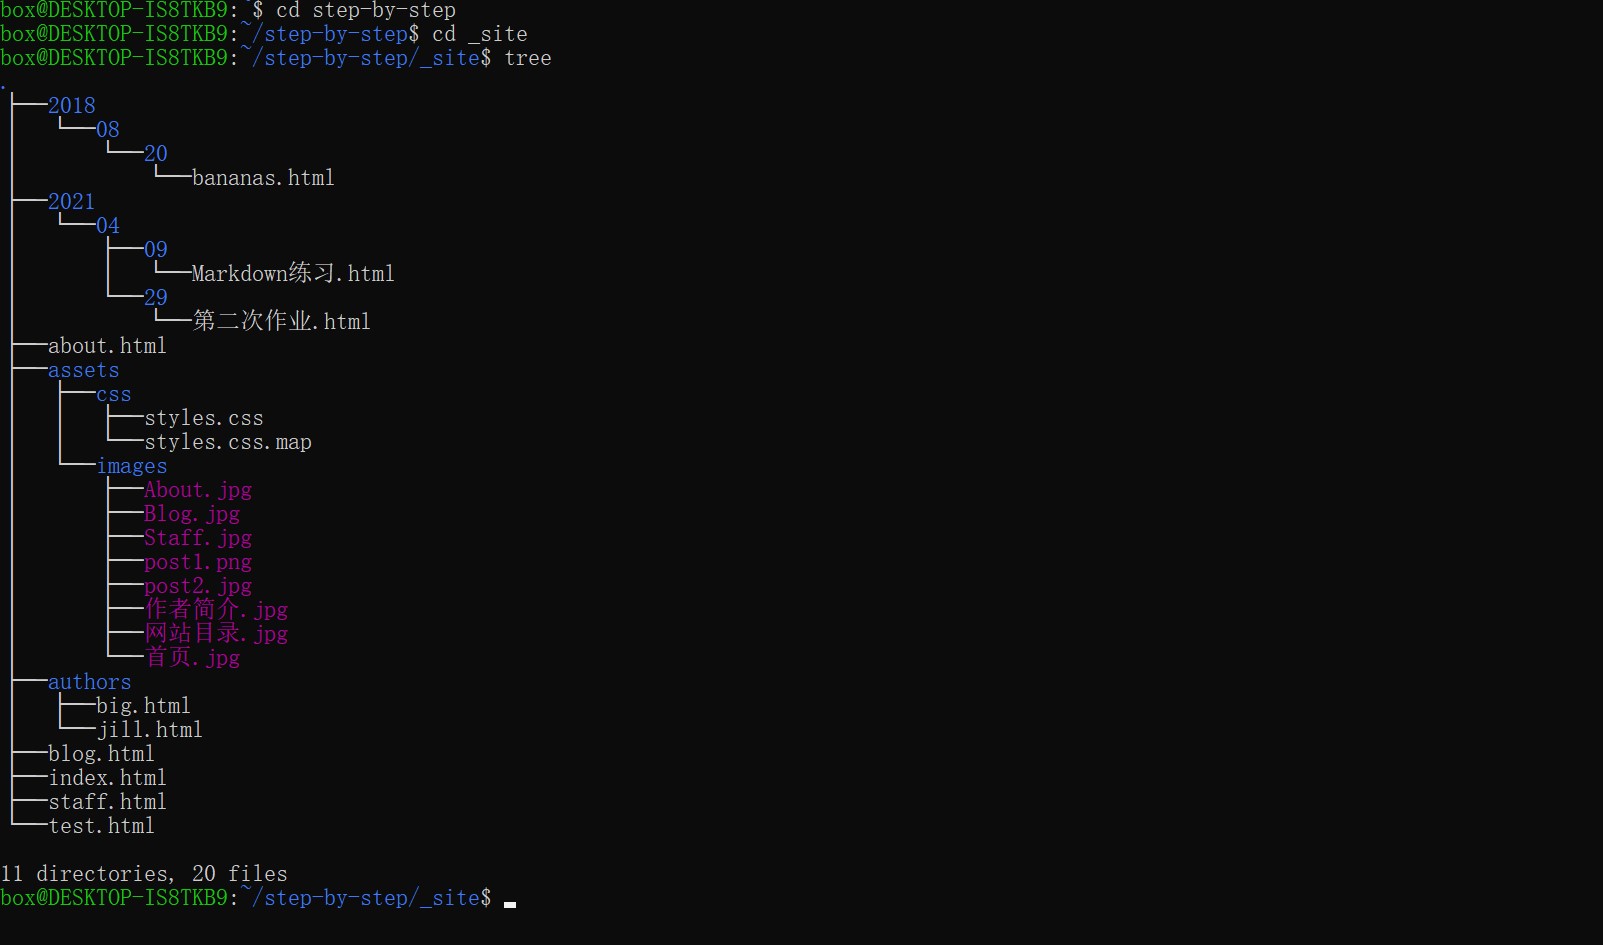 box@DESKTOP-IS8TKB9:~$ cd step-by-step
box@DESKTOP-IS8TKB9:~/step-by-step$ cd _site
box@DESKTOP-IS8TKB9:~/step-by-step/_site$ tree
.
├──2018
│   └──08
│       └──20
│           └──bananas.html
├──2021
│   └──04
│       ├──09
│       │   └──Markdown练习.html
│       └──29
│           └──第二次作业.html
├──about.html
├──assets
│   ├──css
│   │   ├──styles.css
│   │   └──styles.css.map
│   └──images
│       ├──About.jpg
│       ├──Blog.jpg
│       ├──Staff.jpg
│       ├──post1.png
│       ├──post2.jpg
│       ├──作者简介.jpg
│       ├──网站目录.jpg
│       └──首页.jpg
├──authors
│   ├──big.html
│   └──jill.html
├──blog.html
├──index.html
├──staff.html
└──test.html
11 directories, 20 files
box@DESKTOP-IS8TKB9:~/step-by-step/_site$